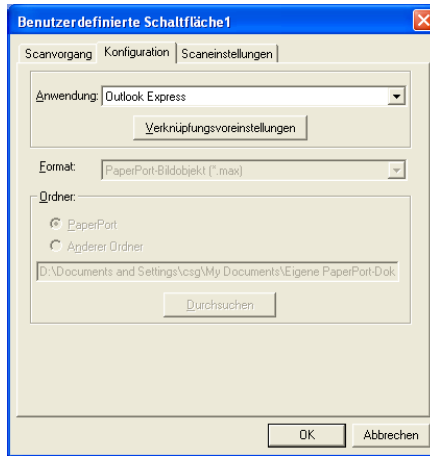 Benutzerdefinierte Schaltfläche1
Scanvorgang Konfiguration Scaneinstellungen
Anwendung: Outlook Express
Verknüpfungsvoreinstellungen
Format: PaperPort-Bildobjekt (*.max)
Ordner:
PaperPort
Anderer Ordner
D:\Documents and Settings\csg\My Documents\Eigene PaperPort-Dok
Durchsuchen
OK Abbrechen